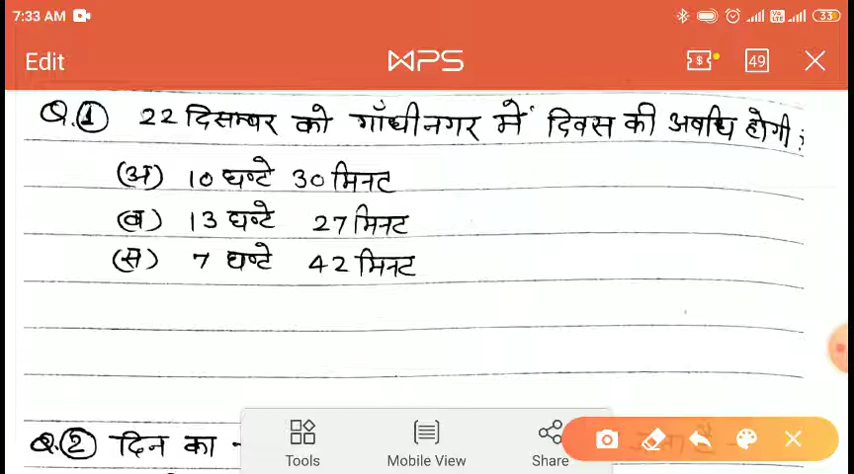 7:33 AM
33
Edit
WPS
49
Q.① 22 दिसम्बर को गाँधीनगर में दिवस की अवधि होगी;
(अ) 10 घण्टे 30 मिनट
(ब) 13 घण्टे 27 मिनट
(स) 7 घण्टे 42 मिनट
Q.② दिन का
Tools Mobile View Share